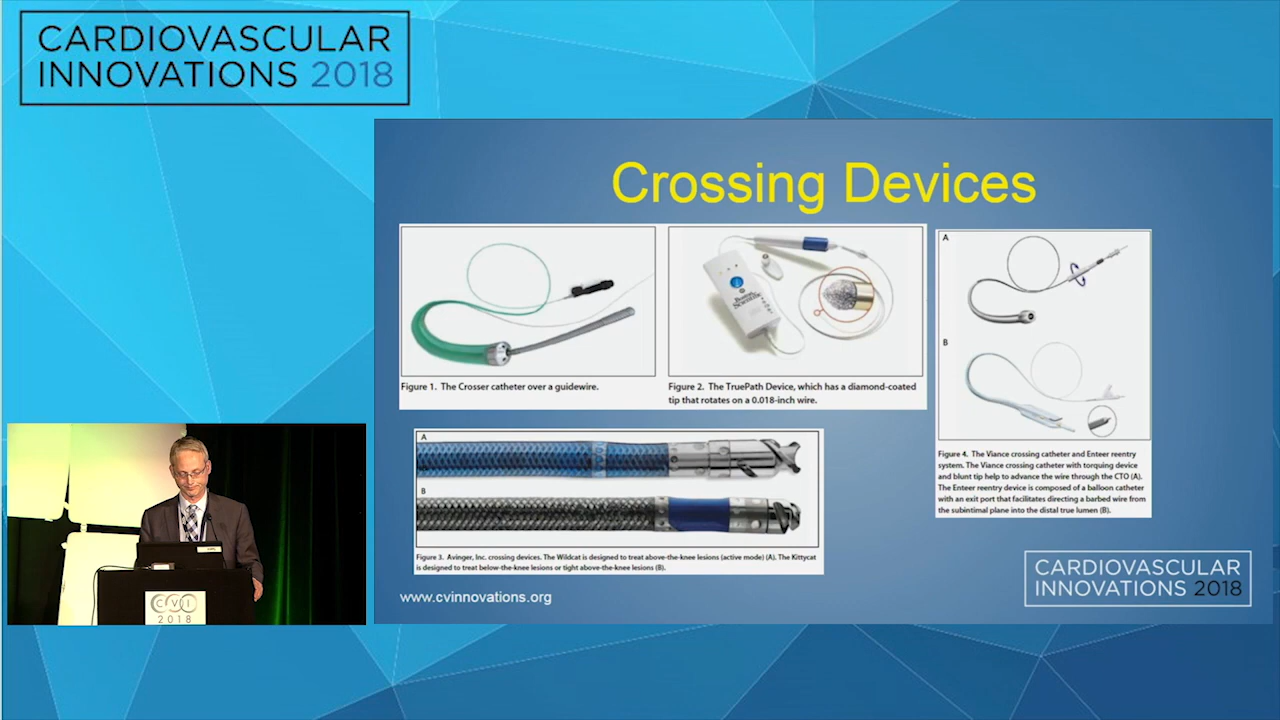 CARDIOVASCULAR
INNOVATIONS 2018
Crossing Devices
Figure 1. The Crosser catheter over a guidewire.
Boston
Scientific
Figure 2. The TruePath Device, which has a diamond-coated
tip that rotates on a 0.018-inch wire.
A
B
Figure 4. The Viance crossing catheter and Enteer reentry
system. The Viance crossing catheter with torquing device
and blunt tip help to advance the wire through the CTO (A).
The Enteer reentry device is composed of a balloon catheter
with an exit port that facilitates directing a barbed wire from
the subintimal plane into the distal true lumen (B).
A
B
Figure 3. Avinger, Inc. crossing devices. The Wildcat is designed to treat above-the-knee lesions (active mode) (A). The Kittycat
is designed to treat below-the-knee lesions or tight above-the-knee lesions (B).
www.cvinnovations.org
CARDIOVASCULAR
INNOVATIONS 2018
CVI
2018